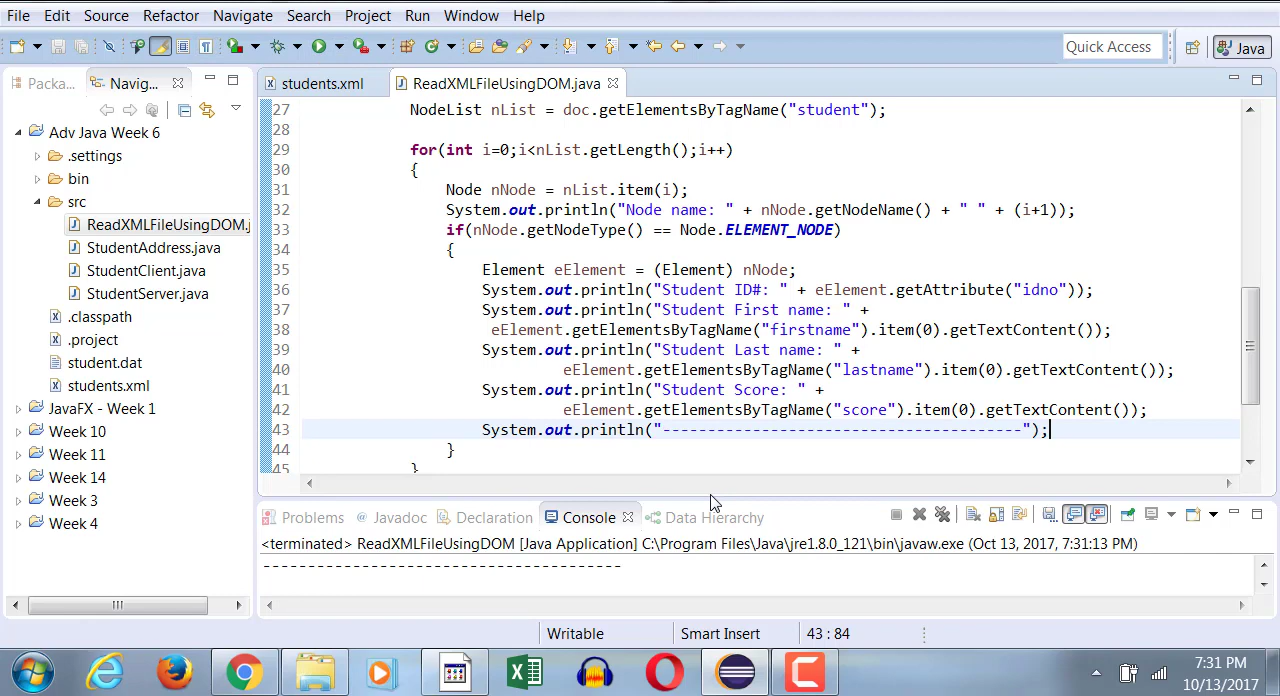 File Edit Source Refactor Navigate Search Project Run Window Help
Quick Access
Java
Packa...
Navig...
students.xml
ReadXMLFileUsingDOM.java
Adv Java Week 6
.settings
bin
src
ReadXMLFileUsingDOM.j
StudentAddress.java
StudentClient.java
StudentServer.java
.classpath
.project
student.dat
students.xml
JavaFX - Week 1
Week 10
Week 11
Week 14
Week 3
Week 4
27 NodeList nList = doc.getElementsByTagName("student");
28
29 for(int i=0;i<nList.getLength();i++)
30 {
31 Node nNode = nList.item(i);
32 System.out.println("Node name: " + nNode.getNodeName() + " " + (i+1));
33 if(nNode.getNodeType() == Node.ELEMENT_NODE)
34 {
35 Element eElement = (Element) nNode;
36 System.out.println("Student ID#: " + eElement.getAttribute("idno"));
37 System.out.println("Student First name: " +
38 eElement.getElementsByTagName("firstname").item(0).getTextContent());
39 System.out.println("Student Last name: " +
40 eElement.getElementsByTagName("lastname").item(0).getTextContent());
41 System.out.println("Student Score: " +
42 eElement.getElementsByTagName("score").item(0).getTextContent());
43 System.out.println("----------------------------------------");
44 }
45 }
Problems Javadoc Declaration Console Data Hierarchy
<terminated> ReadXMLFileUsingDOM [Java Application] C:\Program Files\Java\jre1.8.0_121\bin\javaw.exe (Oct 13, 2017, 7:31:13 PM)
----------------------------------------
Writable
Smart Insert
43 : 84
7:31 PM
10/13/2017